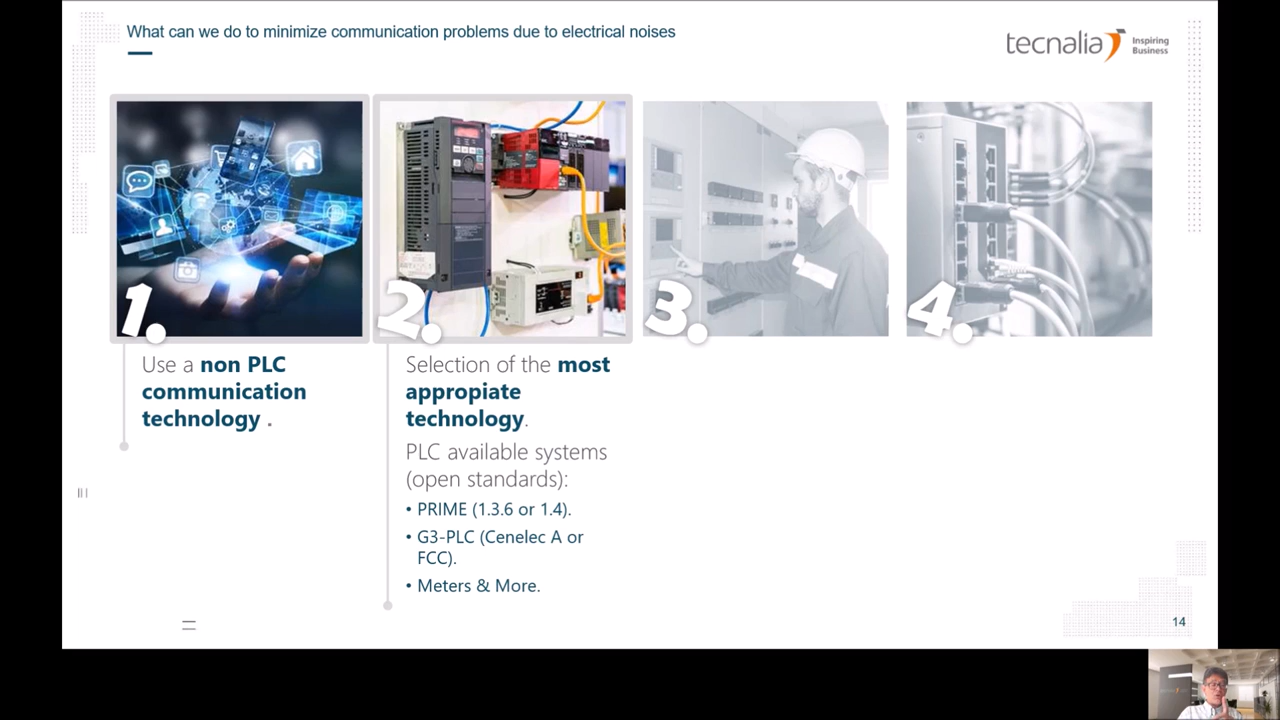 What can we do to minimize communication problems due to electrical noises
tecnalia
Inspiring
Business
1.
2.
3.
4.
Use a non PLC
communication
technology .
Selection of the most
appropiate
technology.
PLC available systems
(open standards):
• PRIME (1.3.6 or 1.4).
• G3-PLC (Cenelec A or
FCC).
• Meters & More.
14